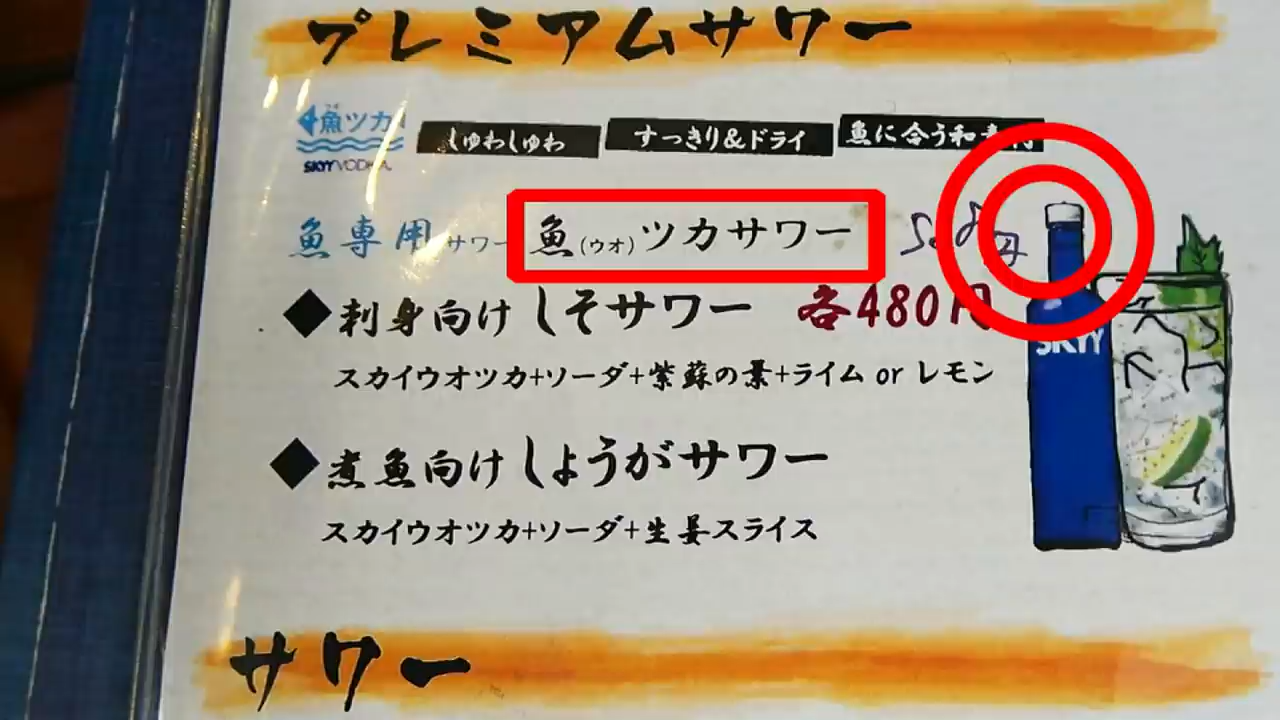 プレミアムサワー
魚ツカ
SKYY VODKA
しゅわしゅわ すっきり&ドライ 魚に合う和
魚専用サワー 魚(ウオ)ツカサワー
◆刺身向け しそサワー 各480円
スカイウオツカ+ソーダ+紫蘇の葉+ライム or レモン
◆煮魚向け しょうがサワー
スカイウオツカ+ソーダ+生姜スライス
SKYY
サワー